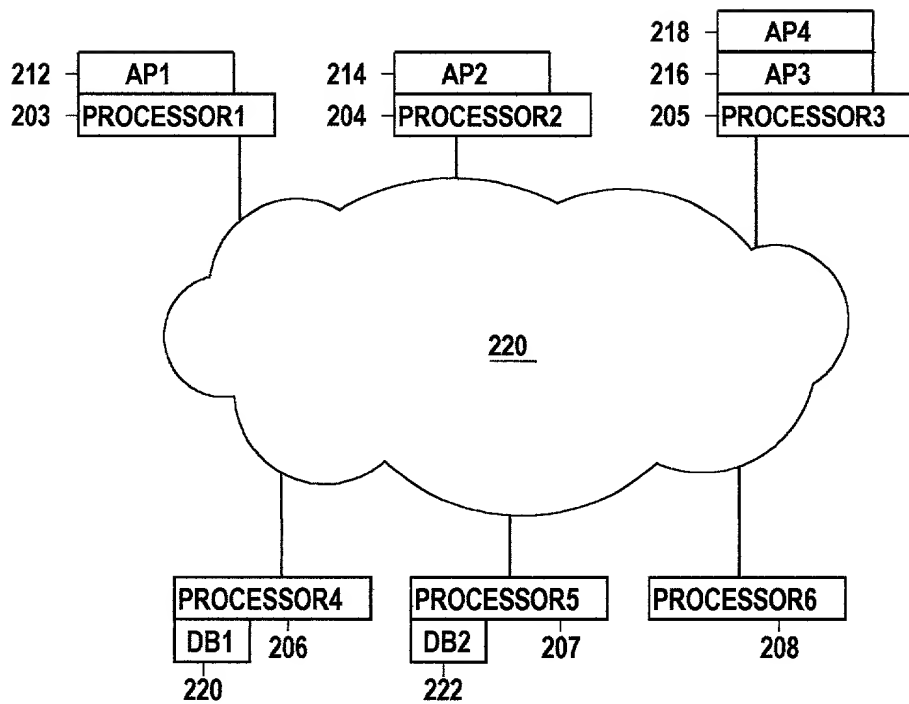 218 AP4
212 AP1 214 AP2 216 AP3
203 PROCESSOR1 204 PROCESSOR2 205 PROCESSOR3
220
PROCESSOR4 PROCESSOR5 PROCESSOR6
DB1 206 DB2 207 208
220 222